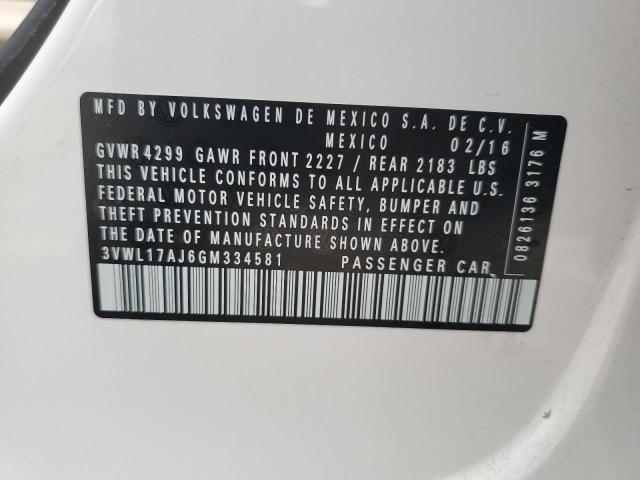 MFD BY VOLKSWAGEN DE MEXICO S.A. DE C.V.
MEXICO 02/16
GVWR4299 GAWR FRONT 2227 / REAR 2183 LBS
THIS VEHICLE CONFORMS TO ALL APPLICABLE U.S.
FEDERAL MOTOR VEHICLE SAFETY, BUMPER AND
THEFT PREVENTION STANDARDS IN EFFECT ON
THE DATE OF MANUFACTURE SHOWN ABOVE.
3VWL17AJ6GM334581 PASSENGER CAR
0826136 3176 M